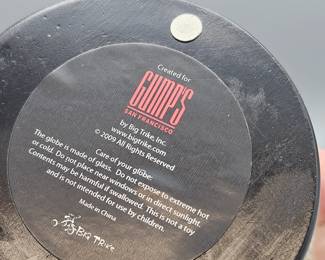 Created for
GUMP'S
SAN FRANCISCO
by Big Trike, Inc.
www.bigtrike.com
© 2009 All Rights Reserved
Care of your globe:
The globe is made of glass. Do not expose to extreme hot
or cold. Do not place near windows or in direct sunlight.
Contents may be harmful if swallowed. This is not a toy
and is not intended for use by children.
Made in China
BIG TRIKE